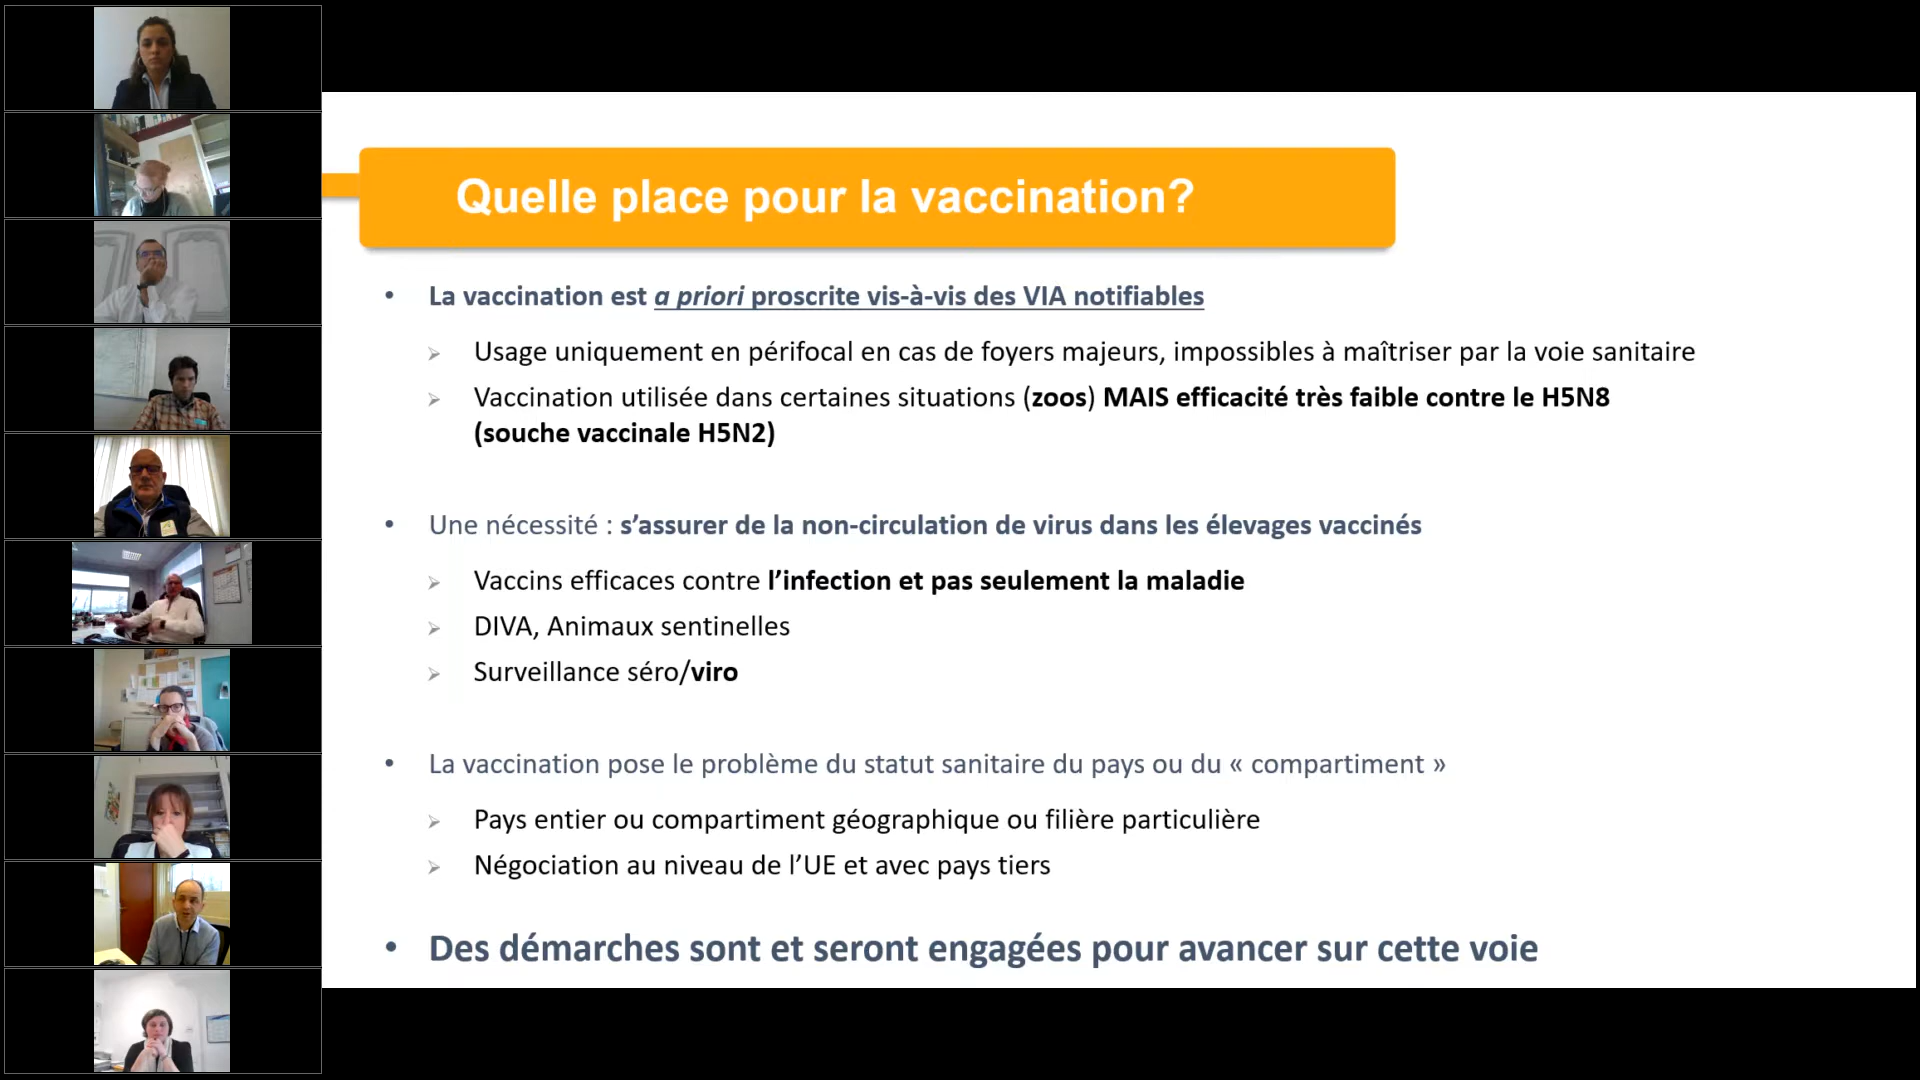 Quelle place pour la vaccination?
• La vaccination est a priori proscrite vis-à-vis des VIA notifiables
➢ Usage uniquement en périfocal en cas de foyers majeurs, impossibles à maîtriser par la voie sanitaire
➢ Vaccination utilisée dans certaines situations (zoos) MAIS efficacité très faible contre le H5N8
(souche vaccinale H5N2)
• Une nécessité : s’assurer de la non-circulation de virus dans les élevages vaccinés
➢ Vaccins efficaces contre l’infection et pas seulement la maladie
➢ DIVA, Animaux sentinelles
➢ Surveillance séro/viro
• La vaccination pose le problème du statut sanitaire du pays ou du « compartiment »
➢ Pays entier ou compartiment géographique ou filière particulière
➢ Négociation au niveau de l’UE et avec pays tiers
• Des démarches sont et seront engagées pour avancer sur cette voie